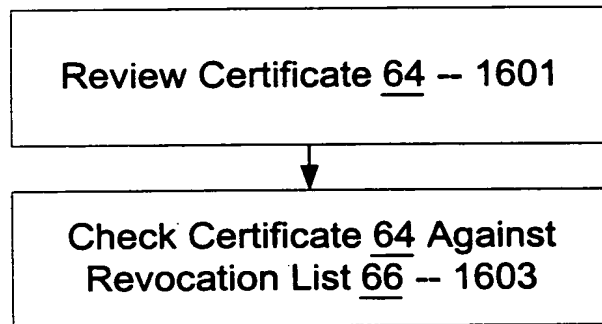 Review Certificate 64 -- 1601
Check Certificate 64 Against
Revocation List 66 -- 1603